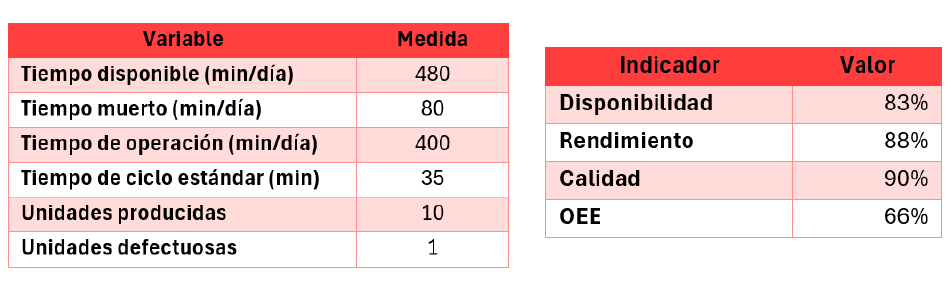 Variable Medida
Tiempo disponible (min/día) 480
Tiempo muerto (min/día) 80
Tiempo de operación (min/día) 400
Tiempo de ciclo estándar (min) 35
Unidades producidas 10
Unidades defectuosas 1
Indicador Valor
Disponibilidad 83%
Rendimiento 88%
Calidad 90%
OEE 66%